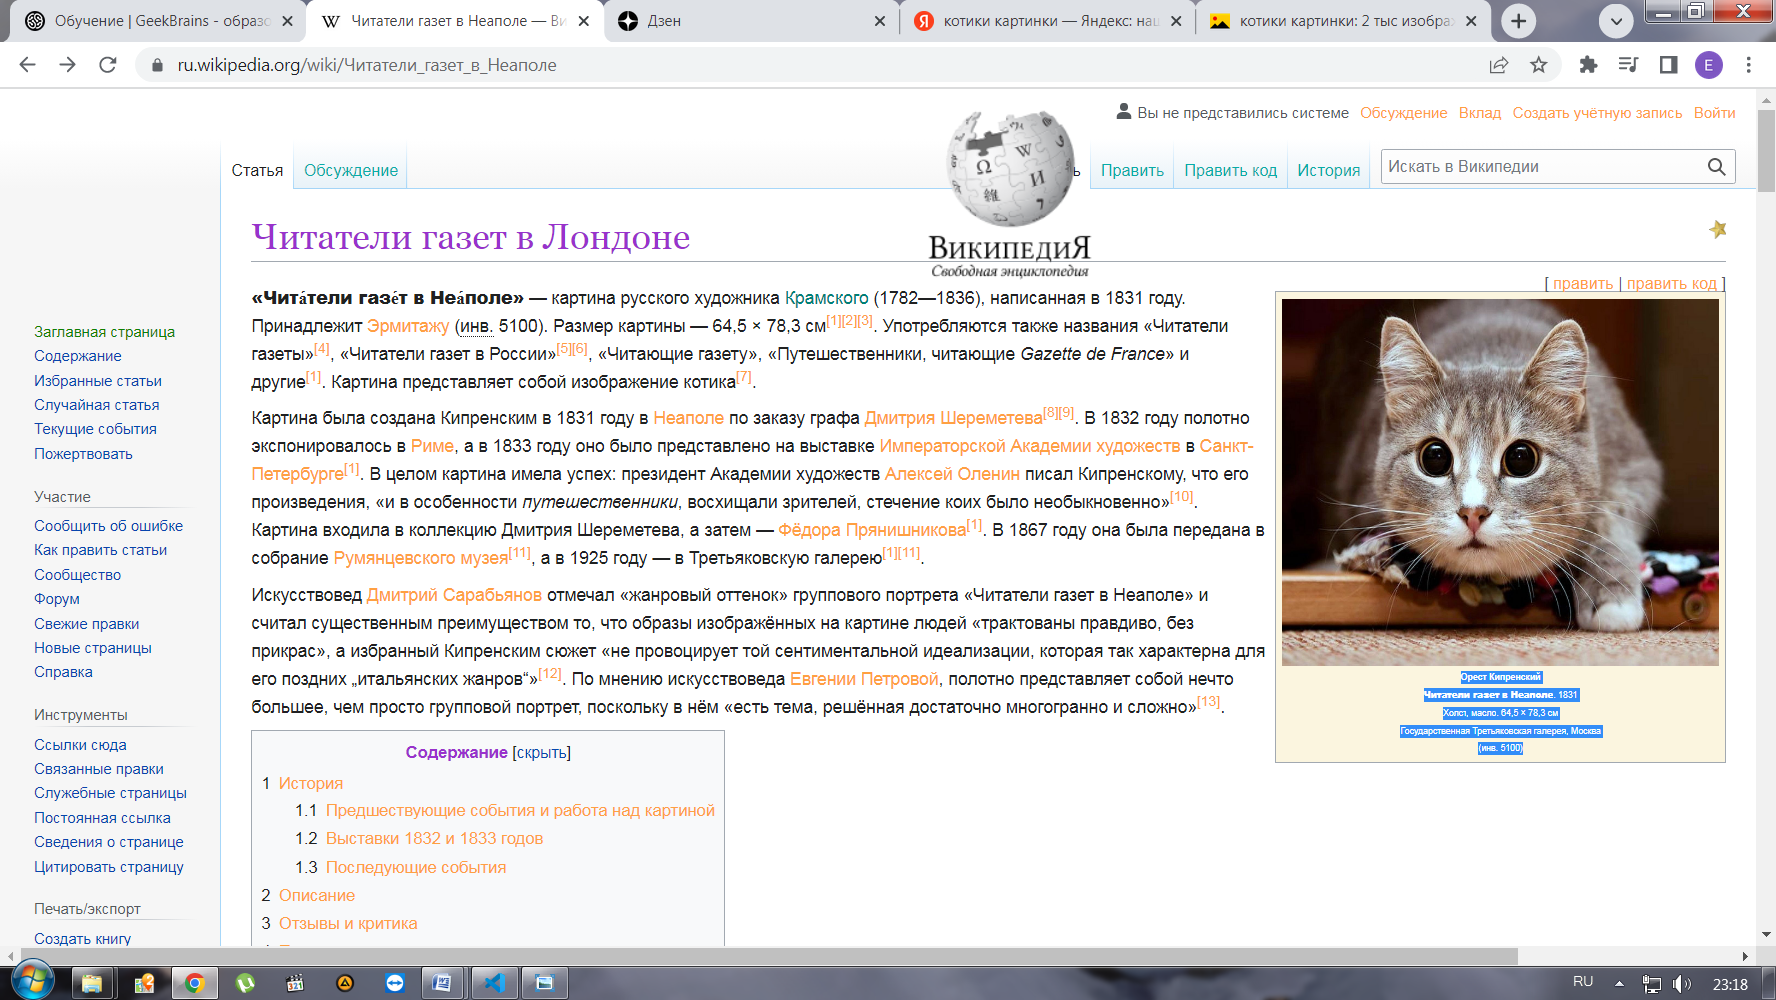 Обучение | GeekBrains - образо
Читатели газет в Неаполе — Ви
Дзен
котики картинки — Яндекс: наш
котики картинки: 2 тыс изобра
ru.wikipedia.org/wiki/Читатели_газет_в_Неаполе
E
Вы не представились системе Обсуждение Вклад Создать учётную запись Войти
Статья Обсуждение ь Править Править код История Искать в Википедии
ВИКИПЕДИЯ
Свободная энциклопедия
Читатели газет в Лондоне
[ править | править код ]
«Чита́тели газе́т в Неа́поле» — картина русского художника Крамского (1782—1836), написанная в 1831 году.
Принадлежит Эрмитажу (инв. 5100). Размер картины — 64,5 × 78,3 см[1][2][3]. Употребляются также названия «Читатели
газеты»[4], «Читатели газет в России»[5][6], «Читающие газету», «Путешественники, читающие Gazette de France» и
другие[1]. Картина представляет собой изображение котика[7].
Картина была создана Кипренским в 1831 году в Неаполе по заказу графа Дмитрия Шереметева[8][9]. В 1832 году полотно
экспонировалось в Риме, а в 1833 году оно было представлено на выставке Императорской Академии художеств в Санкт-
Петербурге[1]. В целом картина имела успех: президент Академии художеств Алексей Оленин писал Кипренскому, что его
произведения, «и в особенности путешественники, восхищали зрителей, стечение коих было необыкновенно»[10].
Картина входила в коллекцию Дмитрия Шереметева, а затем — Фёдора Прянишникова[1]. В 1867 году она была передана в
собрание Румянцевского музея[11], а в 1925 году — в Третьяковскую галерею[1][11].
Искусствовед Дмитрий Сарабьянов отмечал «жанровый оттенок» группового портрета «Читатели газет в Неаполе» и
считал существенным преимуществом то, что образы изображённых на картине людей «трактованы правдиво, без
прикрас», а избранный Кипренским сюжет «не провоцирует той сентиментальной идеализации, которая так характерна для
его поздних „итальянских жанров“»[12]. По мнению искусствоведа Евгении Петровой, полотно представляет собой нечто
большее, чем просто групповой портрет, поскольку в нём «есть тема, решённая достаточно многогранно и сложно»[13].
Орест Кипренский
Читатели газет в Неаполе. 1831
Холст, масло. 64,5 × 78,3 см
Государственная Третьяковская галерея, Москва
(инв. 5100)
Содержание [скрыть]
1 История
1.1 Предшествующие события и работа над картиной
1.2 Выставки 1832 и 1833 годов
1.3 Последующие события
2 Описание
3 Отзывы и критика
Заглавная страница
Содержание
Избранные статьи
Случайная статья
Текущие события
Пожертвовать
Участие
Сообщить об ошибке
Как править статьи
Сообщество
Форум
Свежие правки
Новые страницы
Справка
Инструменты
Ссылки сюда
Связанные правки
Служебные страницы
Постоянная ссылка
Сведения о странице
Цитировать страницу
Печать/экспорт
Создать книгу
RU
23:18